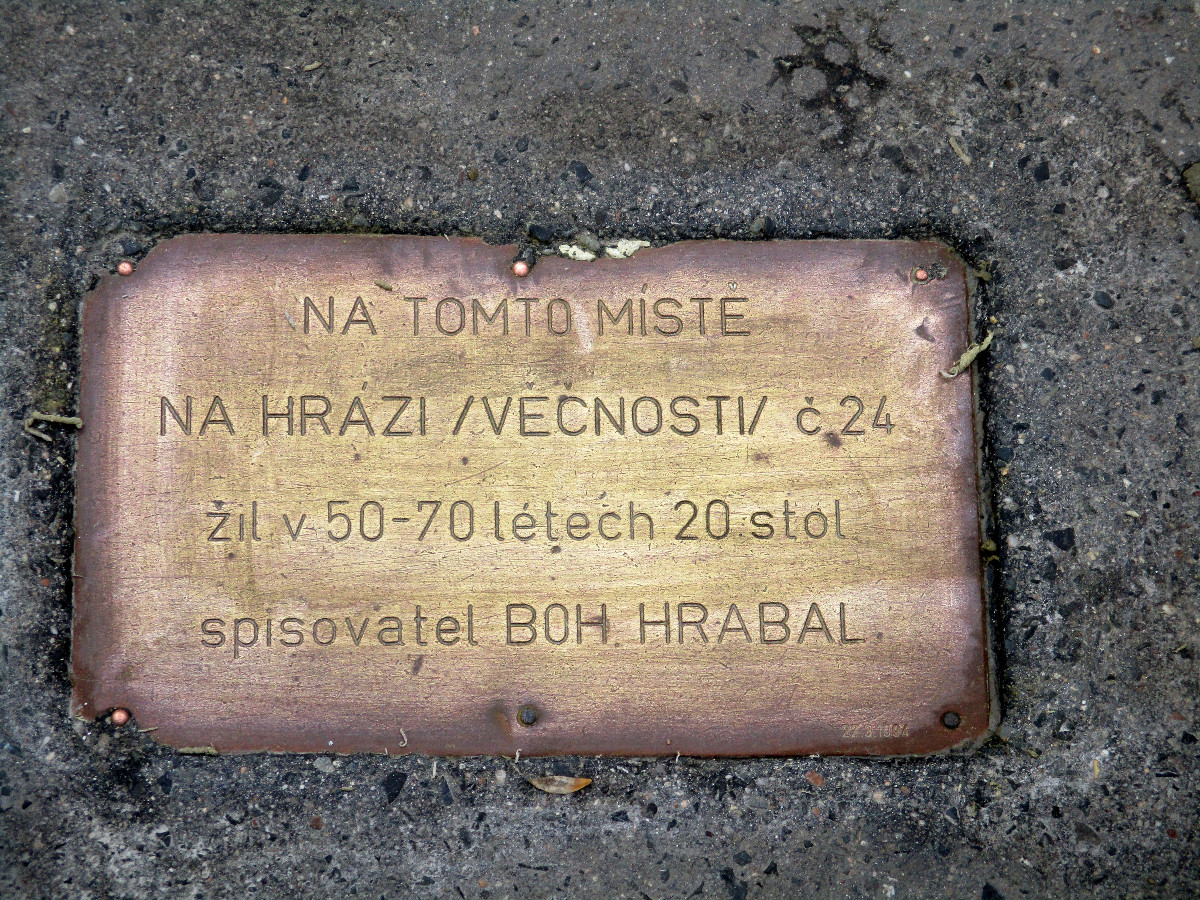 NA TOMTO MÍSTĚ
NA HRÁZI /VĚČNOSTI/ č.24
žil v 50-70 létech 20.stol
spisovatel BOH HRABAL